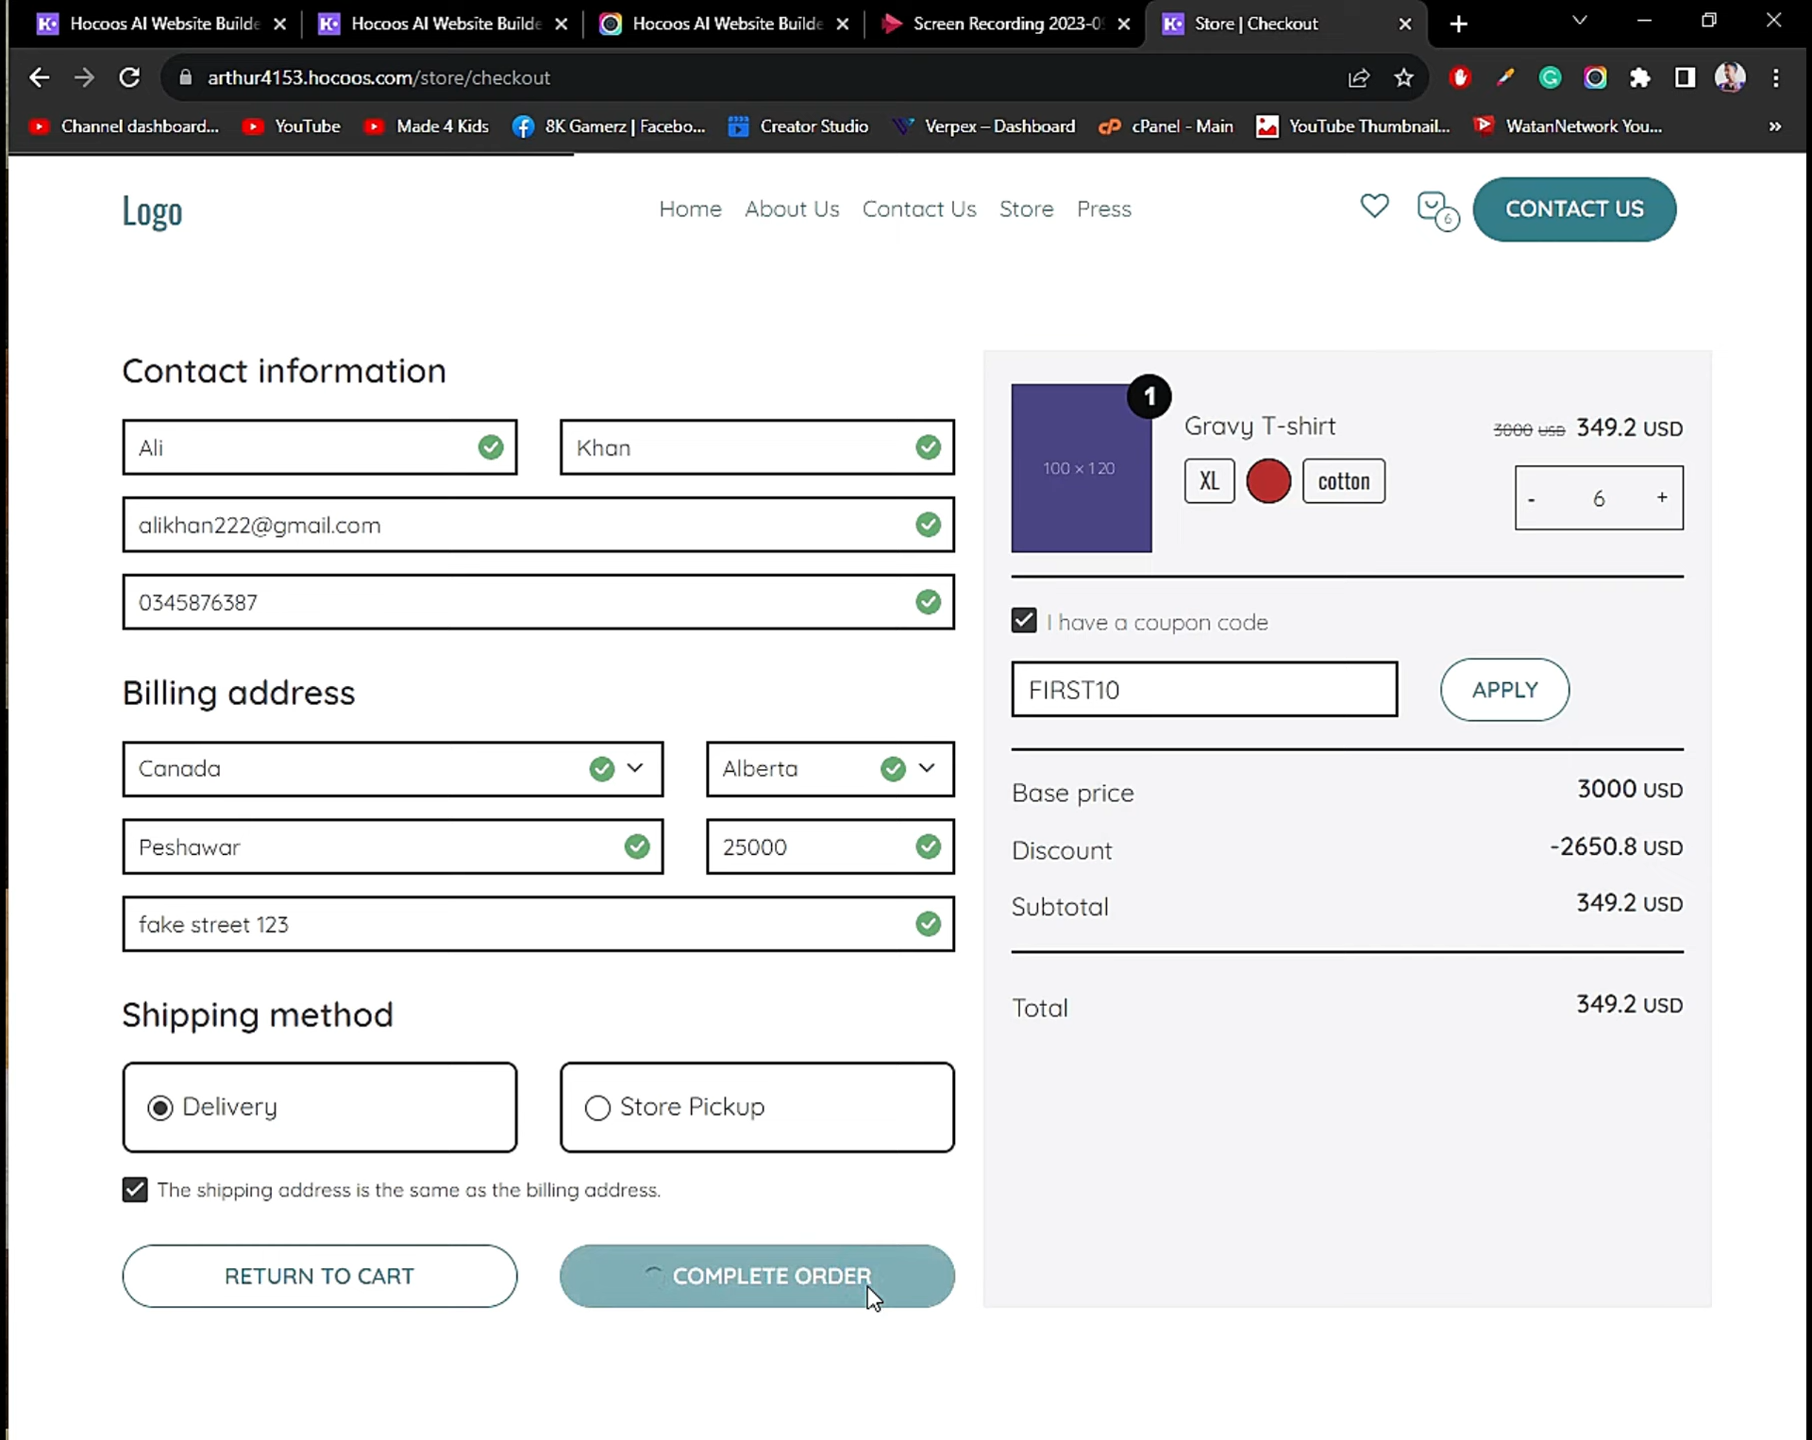 Hocoos AI Website Builde
Hocoos AI Website Builde
Hocoos AI Website Builde
Screen Recording 2023-0
Store | Checkout
arthur4153.hocoos.com/store/checkout
Channel dashboard...
YouTube
Made 4 Kids
8K Gamerz | Facebo...
Creator Studio
Verpex – Dashboard
cPanel - Main
YouTube Thumbnail...
WatanNetwork You...
Logo
Home
About Us
Contact Us
Store
Press
6
CONTACT US
Contact information
Ali
Khan
alikhan222@gmail.com
0345876387
Billing address
Canada
Alberta
Peshawar
25000
fake street 123
Shipping method
Delivery
Store Pickup
The shipping address is the same as the billing address.
RETURN TO CART
COMPLETE ORDER
100 × 120
1
Gravy T-shirt
3000 USD 349.2 USD
XL
cotton
- 6 +
I have a coupon code
FIRST10
APPLY
Base price 3000 USD
Discount -2650.8 USD
Subtotal 349.2 USD
Total 349.2 USD